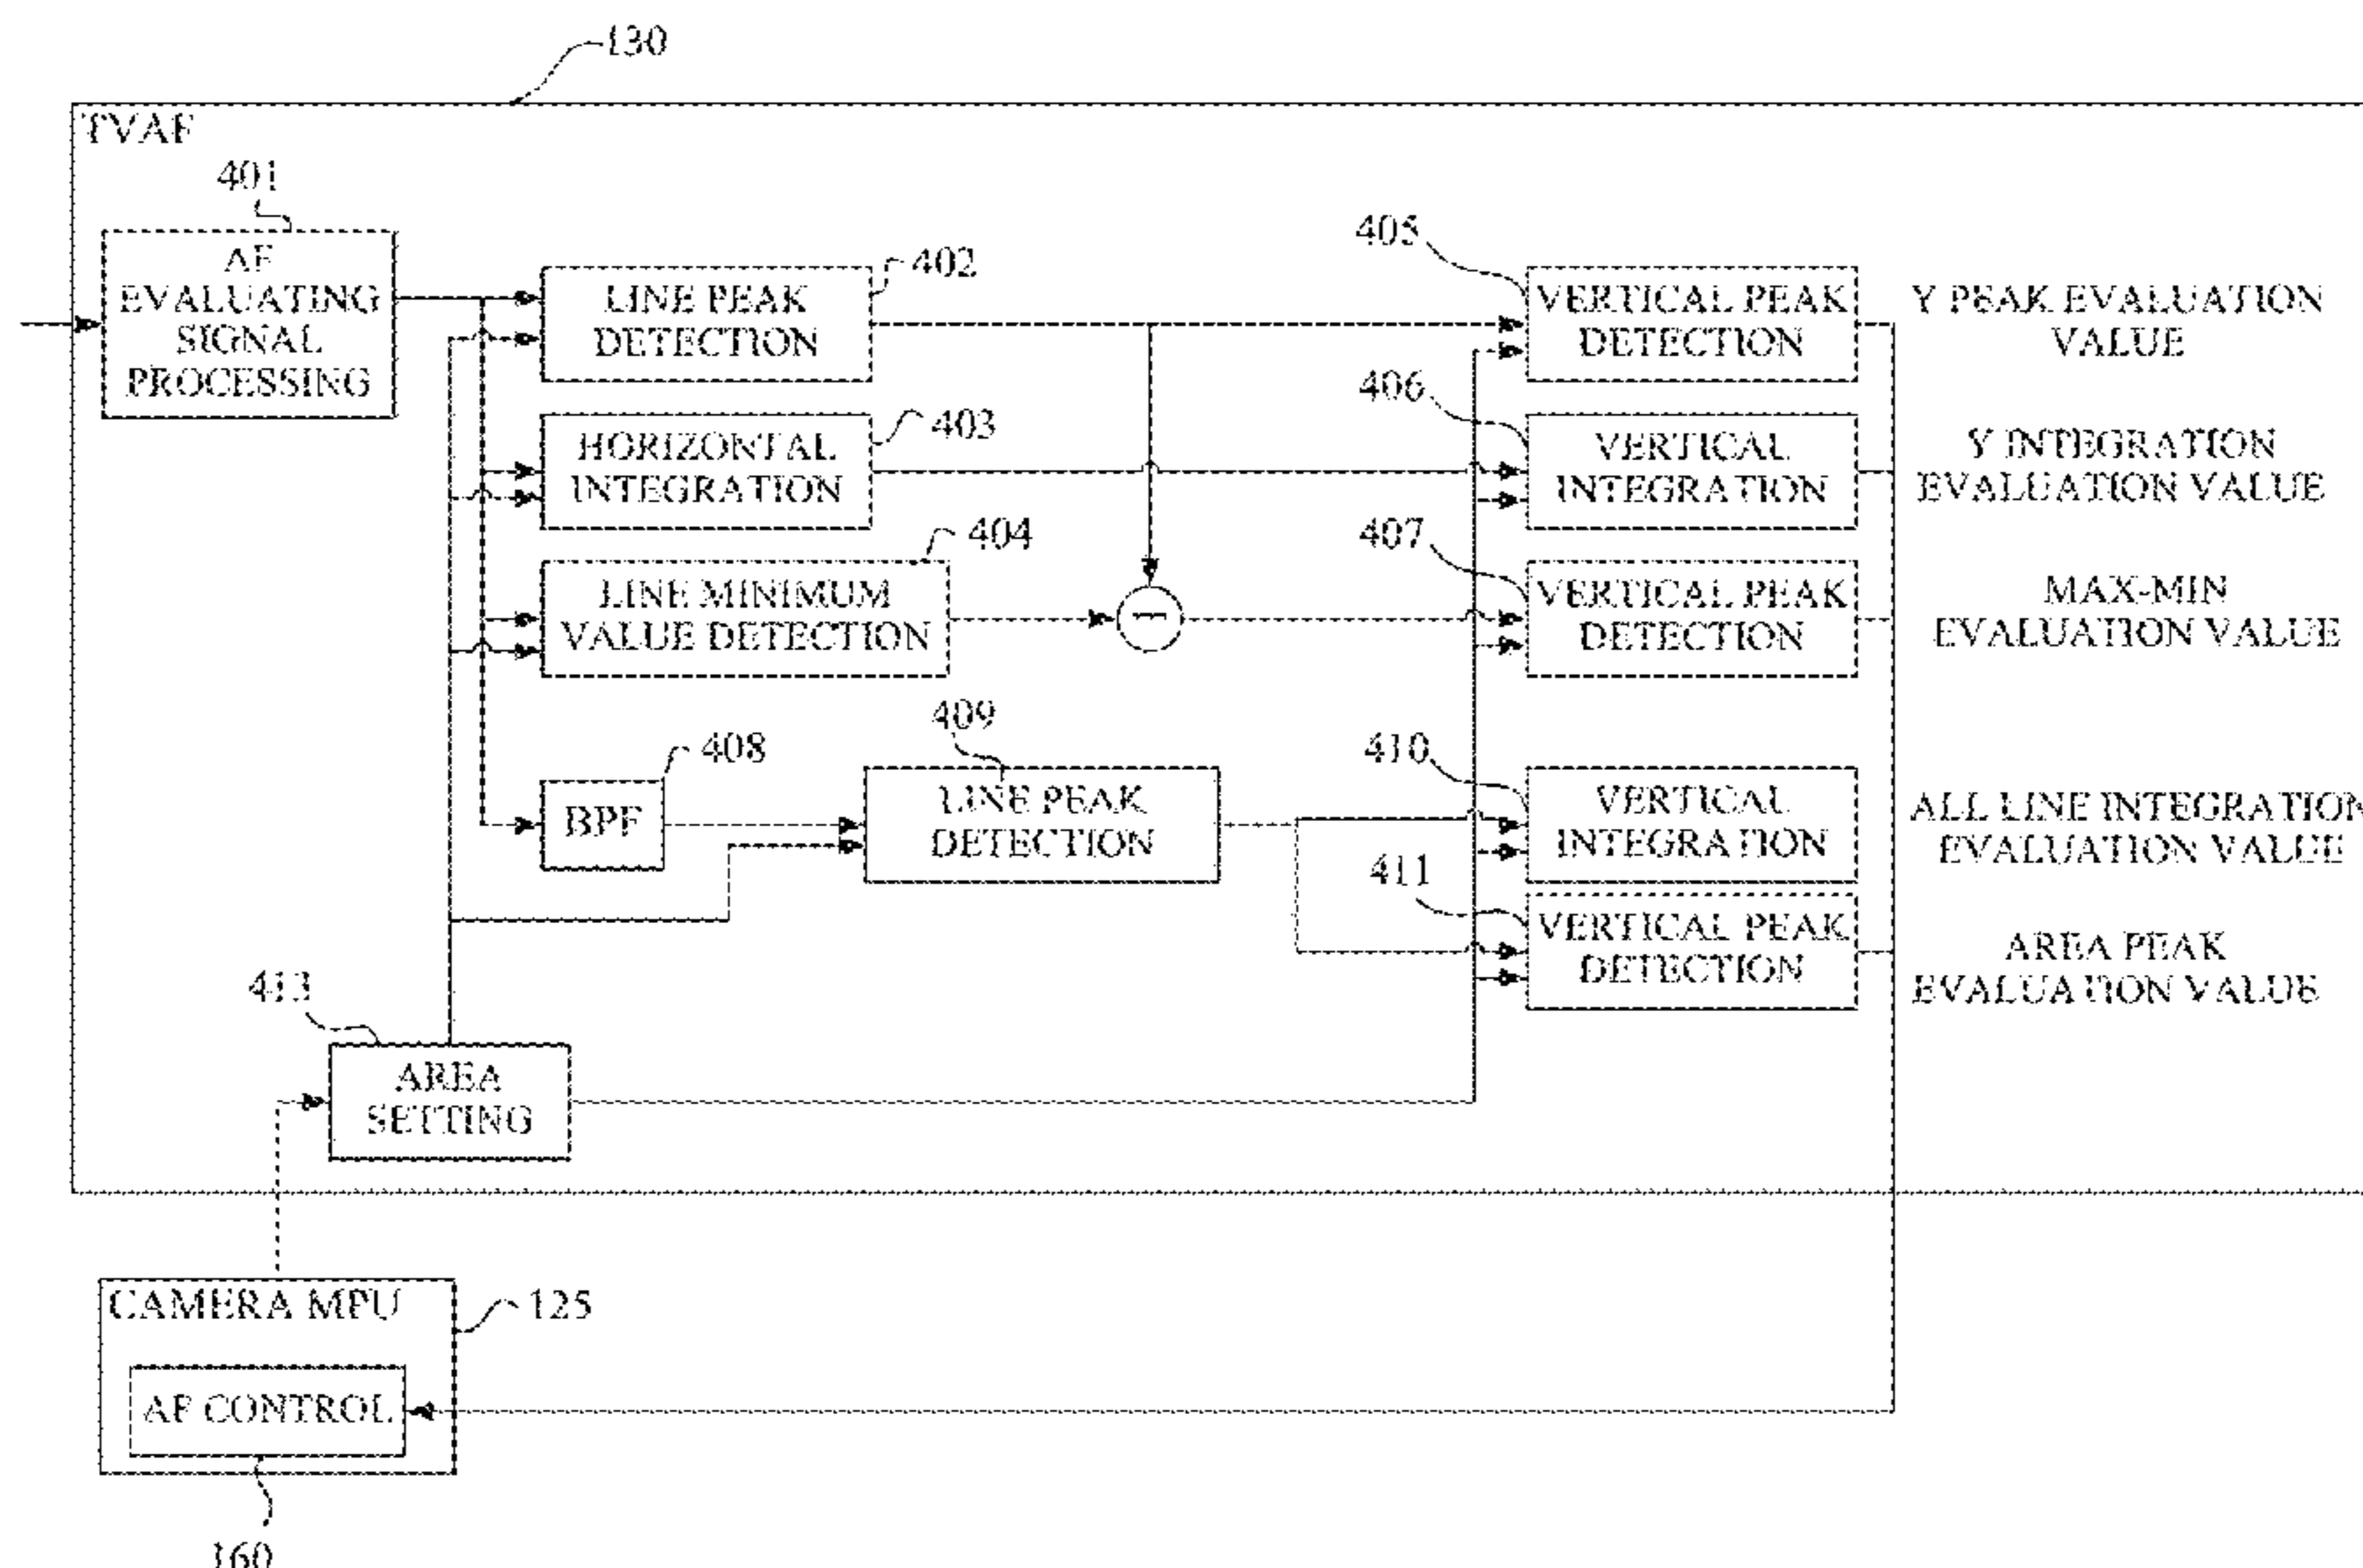 130
TVAF
401
AF
EVALUATING
SIGNAL
PROCESSING
402
LINE PEAK
DETECTION
403
HORIZONTAL
INTEGRATION
404
LINE MINIMUM
VALUE DETECTION
405
VERTICAL PEAK
DETECTION
Y PEAK EVALUATION
VALUE
406
VERTICAL
INTEGRATION
Y INTEGRATION
EVALUATION VALUE
407
VERTICAL PEAK
DETECTION
MAX-MIN
EVALUATION VALUE
408
BPF
409
LINE PEAK
DETECTION
410
VERTICAL
INTEGRATION
ALL LINE INTEGRATION
EVALUATION VALUE
411
VERTICAL PEAK
DETECTION
AREA PEAK
EVALUATION VALUE
413
AREA
SETTING
CAMERA MPU
125
AF CONTROL
160